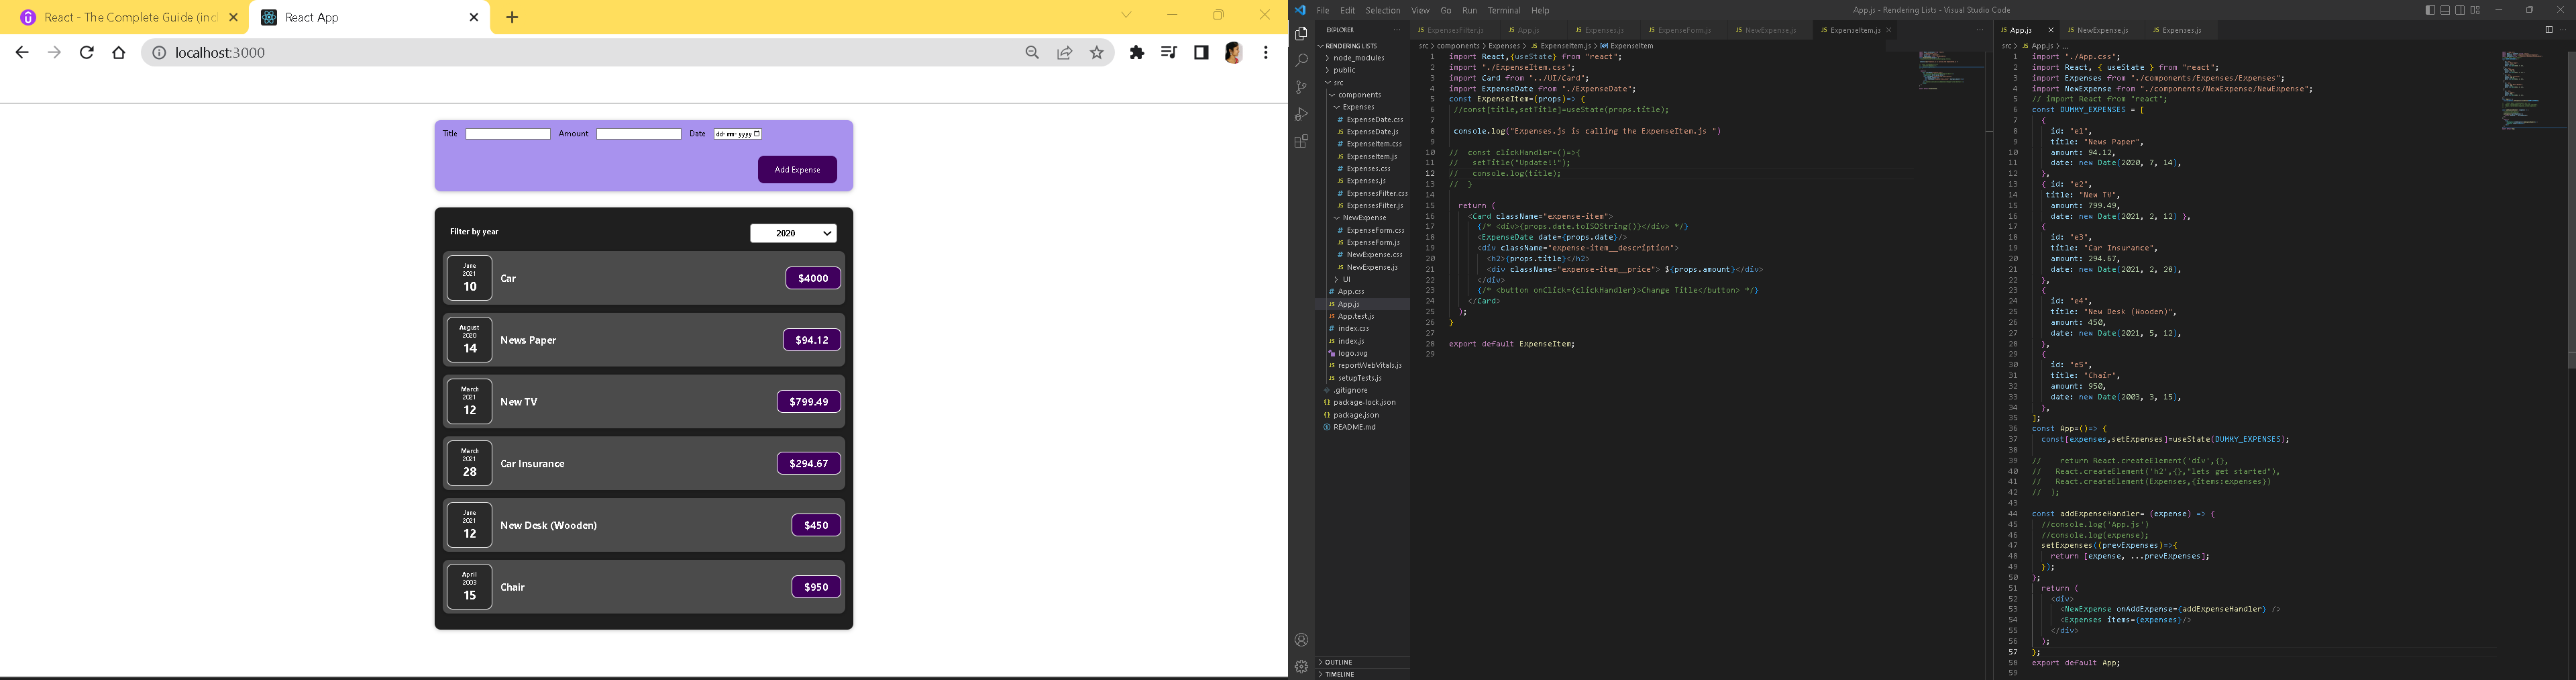 React - The Complete Guide (incl
React App
localhost:3000
Title Amount Date dd-mm-yyyy
Add Expense
Filter by year
2020
June
2021
10
Car
$4000
August
2020
14
News Paper
$94.12
March
2021
12
New TV
$799.49
March
2021
28
Car Insurance
$294.67
June
2021
12
New Desk (Wooden)
$450
April
2003
15
Chair
$950
File Edit Selection View Go Run Terminal Help
App.js - Rendering Lists - Visual Studio Code
EXPLORER
RENDERING LISTS
node_modules
public
src
components
Expenses
ExpenseDate.css
ExpenseDate.js
ExpenseItem.css
ExpenseItem.js
Expenses.css
Expenses.js
ExpensesFilter.css
ExpensesFilter.js
NewExpense
ExpenseForm.css
ExpenseForm.js
NewExpense.css
NewExpense.js
UI
App.css
App.js
App.test.js
index.css
index.js
logo.svg
reportWebVitals.js
setupTests.js
.gitignore
package-lock.json
package.json
README.md
OUTLINE
TIMELINE
ExpensesFilter.js App.js Expenses.js ExpenseForm.js NewExpense.js ExpenseItem.js
src > components > Expenses > ExpenseItem.js > ExpenseItem
1 import React,{useState} from "react";
2 import "./ExpenseItem.css";
3 import Card from "../UI/Card";
4 import ExpenseDate from "./ExpenseDate";
5 const ExpenseItem=(props)=> {
6 //const[title,setTitle]=useState(props.title);
7
8 console.log("Expenses.js is calling the ExpenseItem.js ")
9
10 // const clickHandler=()=>{
11 // setTitle("Update!!");
12 // console.log(title);
13 // }
14
15 return (
16 <Card className="expense-item">
17 {/* <div>{props.date.toISOString()}</div> */}
18 <ExpenseDate date={props.date}/>
19 <div className="expense-item__description">
20 <h2>{props.title}</h2>
21 <div className="expense-item__price"> ${props.amount}</div>
22 </div>
23 {/* <button onClick={clickHandler}>Change Title</button> */}
24 </Card>
25 );
26 }
27
28 export default ExpenseItem;
29
App.js NewExpense.js Expenses.js
src > App.js > ...
1 import "./App.css";
2 import React, { useState } from "react";
3 import Expenses from "./components/Expenses/Expenses";
4 import NewExpense from "./components/NewExpense/NewExpense";
5 // import React from "react";
6 const DUMMY_EXPENSES = [
7 {
8 id: "e1",
9 title: "News Paper",
10 amount: 94.12,
11 date: new Date(2020, 7, 14),
12 },
13 { id: "e2",
14 title: "New TV",
15 amount: 799.49,
16 date: new Date(2021, 2, 12) },
17 {
18 id: "e3",
19 title: "Car Insurance",
20 amount: 294.67,
21 date: new Date(2021, 2, 28),
22 },
23 {
24 id: "e4",
25 title: "New Desk (Wooden)",
26 amount: 450,
27 date: new Date(2021, 5, 12),
28 },
29 {
30 id: "e5",
31 title: "Chair",
32 amount: 950,
33 date: new Date(2003, 3, 15),
34 },
35 ];
36 const App=()=> {
37 const[expenses,setExpenses]=useState(DUMMY_EXPENSES);
38
39 // return React.createElement('div',{},
40 // React.createElement('h2',{},"lets get started"),
41 // React.createElement(Expenses,{items:expenses})
42 // );
43
44 const addExpenseHandler= (expense) => {
45 //console.log('App.js')
46 //console.log(expense);
47 setExpenses((prevExpenses)=>{
48 return [expense, ...prevExpenses];
49 });
50 };
51 return (
52 <div>
53 <NewExpense onAddExpense={addExpenseHandler} />
54 <Expenses items={expenses}/>
55 </div>
56 );
57 };
58 export default App;
59